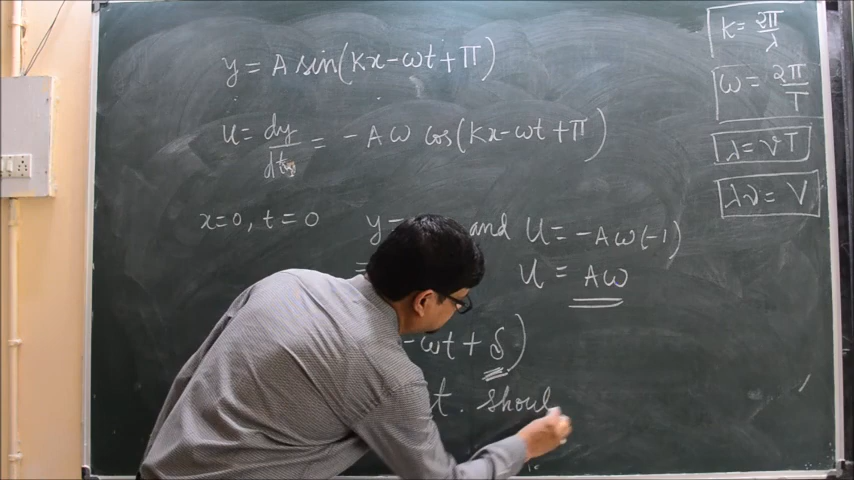 y = A sin(Kx-ωt+π)
u = dy/dt = -Aω cos(Kx-ωt+π)
x=0, t=0 y= and U = -Aω(-1)
= U = Aω
-ωt + δ)
t. shoul
K = 2π/λ
ω = 2π/T
λ = vT
λν = V